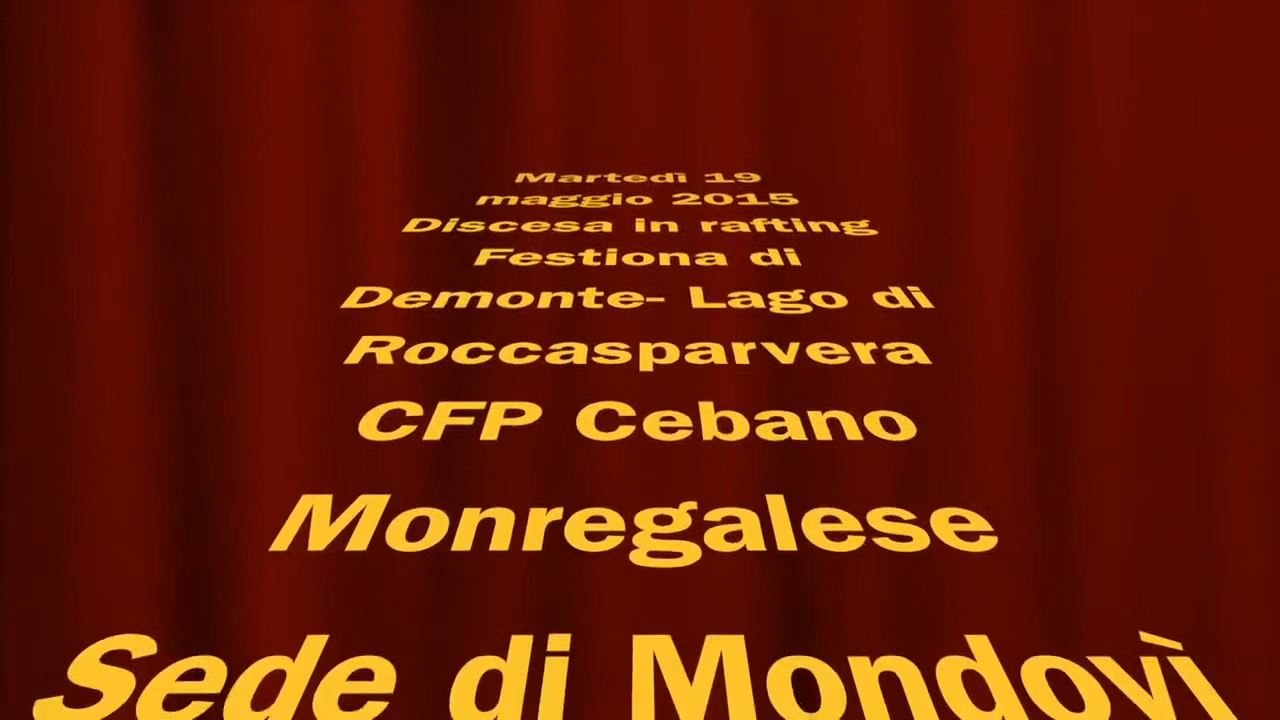 Martedì 19
maggio 2015
Discesa in rafting
Festiona di
Demonte- Lago di
Roccasparvera
CFP Cebano
Monregalese
Sede di Mondovì